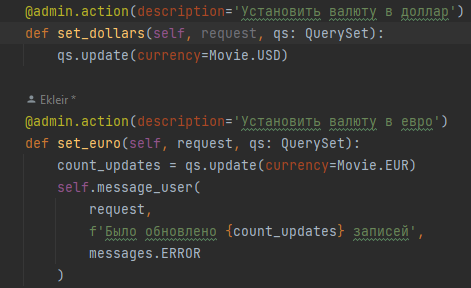 @admin.action(description='Установить валюту в доллар')
def set_dollars(self, request, qs: QuerySet):
    qs.update(currency=Movie.USD)
Ekleir *
@admin.action(description='Установить валюту в евро')
def set_euro(self, request, qs: QuerySet):
    count_updates = qs.update(currency=Movie.EUR)
    self.message_user(
        request,
        f'Было обновлено {count_updates} записей',
        messages.ERROR
    )